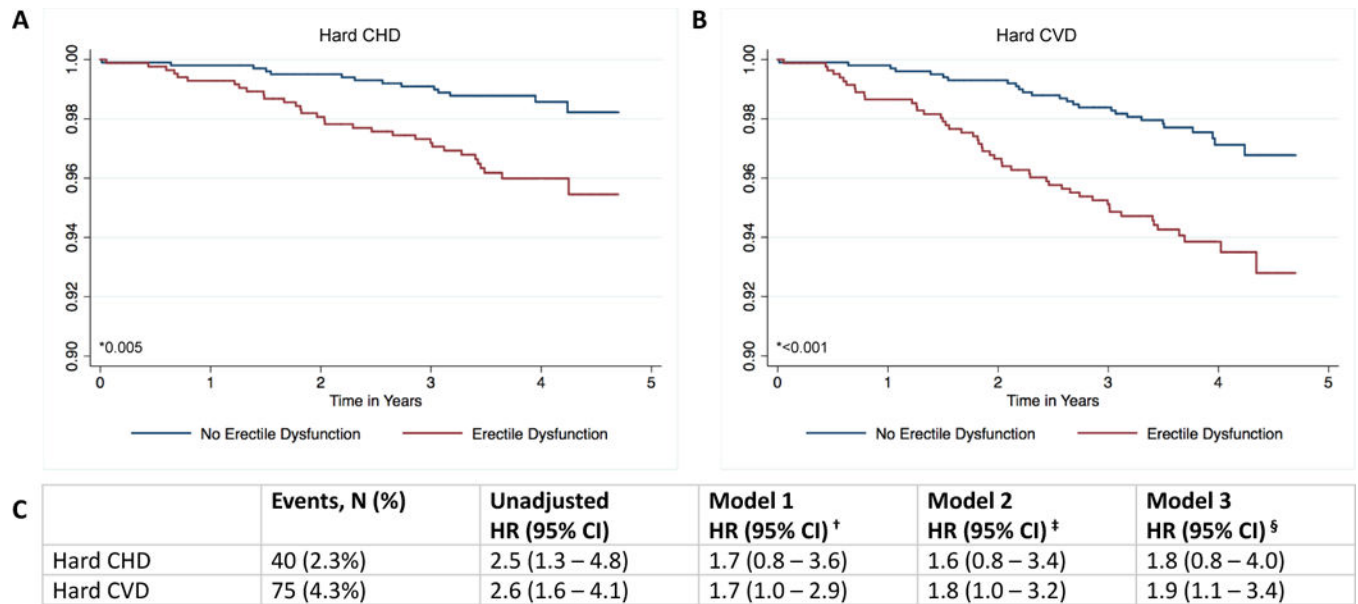 A
Hard CHD
1.00
0.98
0.96
0.94
0.92
0.90
*0.005
0 1 2 3 4 5
Time in Years
No Erectile Dysfunction Erectile Dysfunction
B
Hard CVD
1.00
0.98
0.96
0.94
0.92
0.90
*<0.001
0 1 2 3 4 5
Time in Years
No Erectile Dysfunction Erectile Dysfunction
C
Events, N (%) Unadjusted HR (95% CI) Model 1 HR (95% CI) † Model 2 HR (95% CI) ‡ Model 3 HR (95% CI) §
Hard CHD 40 (2.3%) 2.5 (1.3 – 4.8) 1.7 (0.8 – 3.6) 1.6 (0.8 – 3.4) 1.8 (0.8 – 4.0)
Hard CVD 75 (4.3%) 2.6 (1.6 – 4.1) 1.7 (1.0 – 2.9) 1.8 (1.0 – 3.2) 1.9 (1.1 – 3.4)